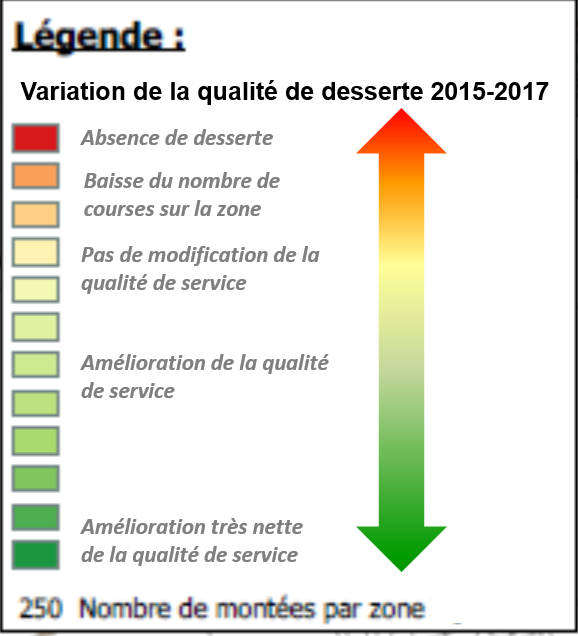 Légende :
Variation de la qualité de desserte 2015-2017
Absence de desserte
Baisse du nombre de
courses sur la zone
Pas de modification de la
qualité de service
Amélioration de la qualité
de service
Amélioration très nette
de la qualité de service
250 Nombre de montées par zone